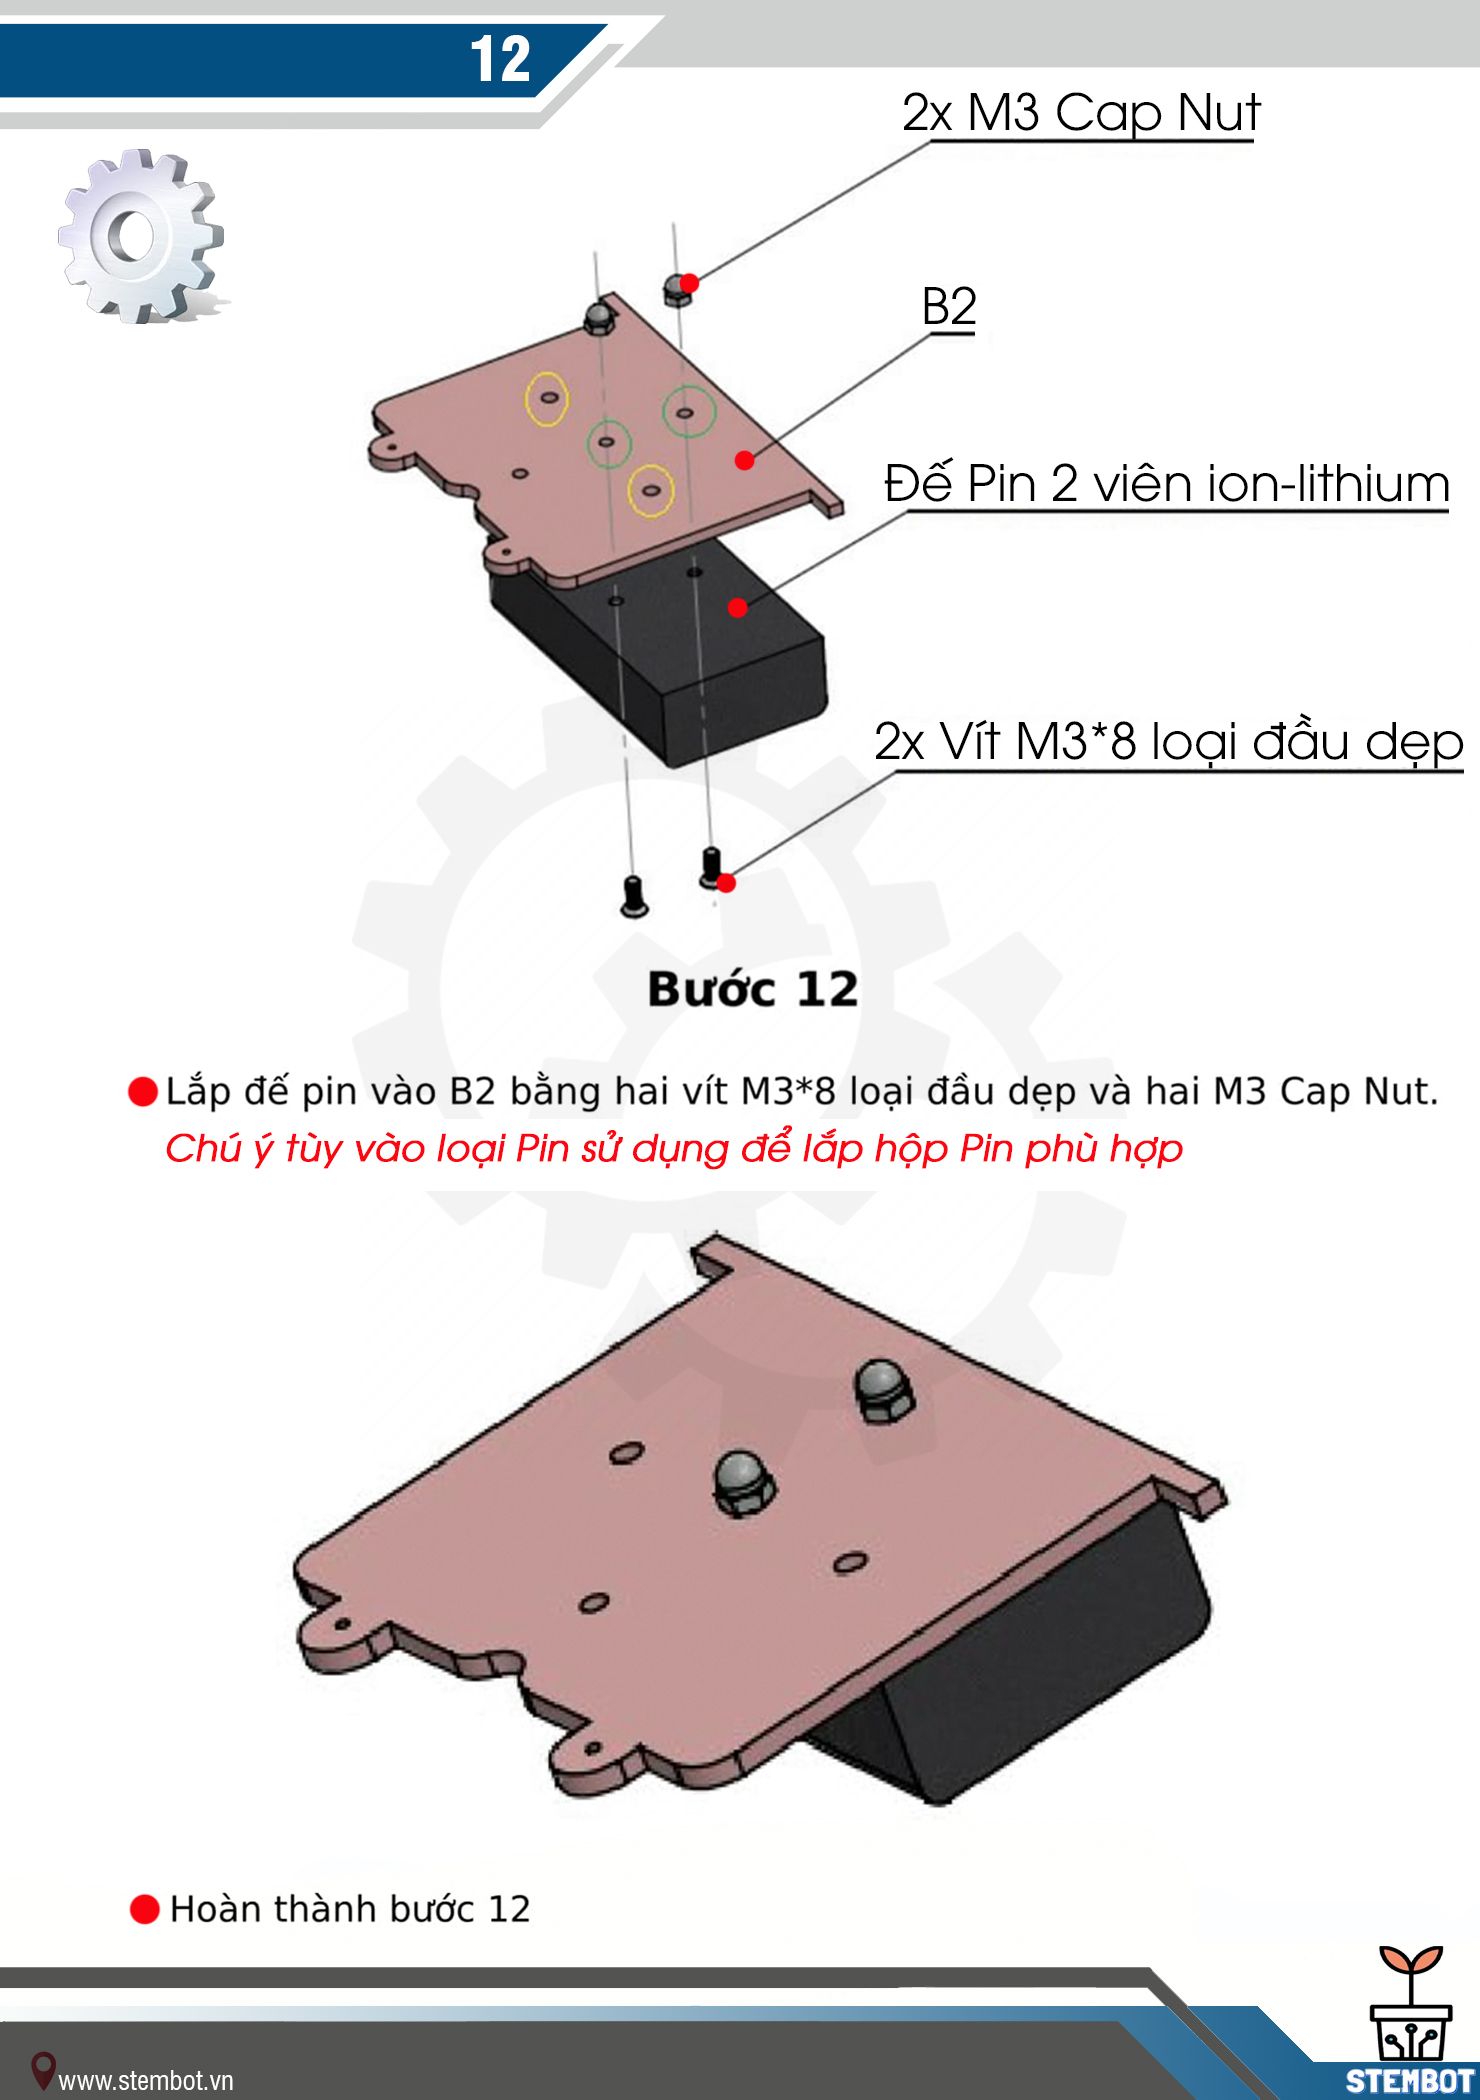 12
2x M3 Cap Nut
B2
Đế Pin 2 viên ion-lithium
2x Vít M3*8 loại đầu dẹp
Bước 12
Lắp đế pin vào B2 bằng hai vít M3*8 loại đầu dẹp và hai M3 Cap Nut.
Chú ý tùy vào loại Pin sử dụng để lắp hộp Pin phù hợp
Hoàn thành bước 12
www.stembot.vn
STEMBOT